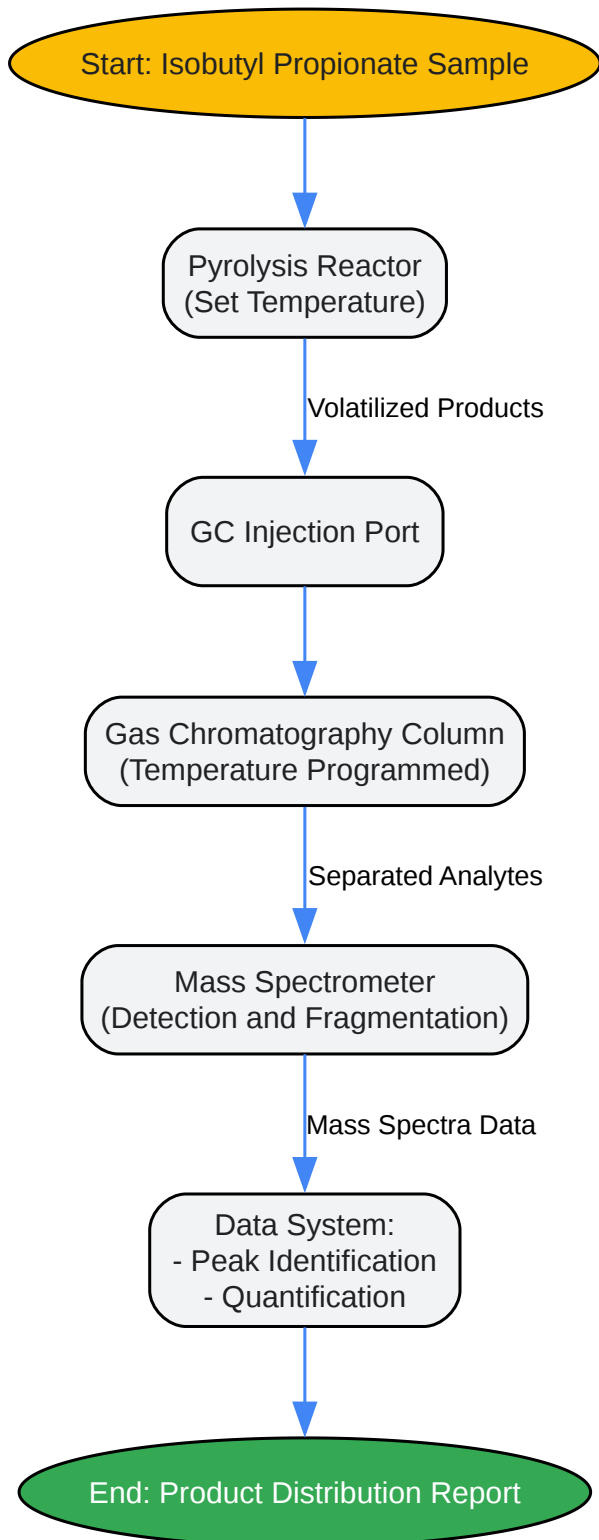 Start: Isobutyl Propionate Sample
Pyrolysis Reactor
(Set Temperature)
Volatilized Products
GC Injection Port
Gas Chromatography Column
(Temperature Programmed)
Separated Analytes
Mass Spectrometer
(Detection and Fragmentation)
Mass Spectra Data
Data System:
- Peak Identification
- Quantification
End: Product Distribution Report